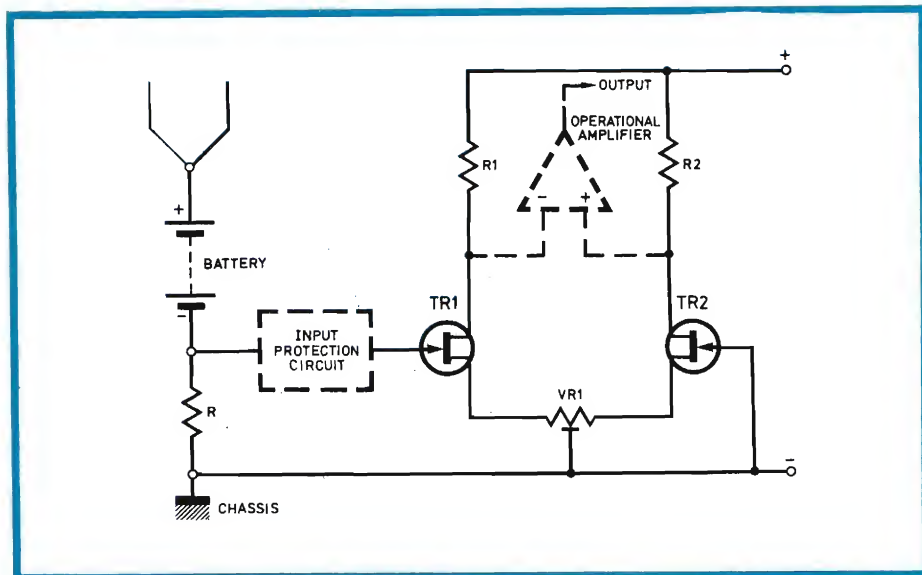 +
OUTPUT
OPERATIONAL
AMPLIFIER
R1
R2
- +
+
BATTERY
-
TR1
TR2
INPUT
PROTECTION
CIRCUIT
VR1
R
-
CHASSIS